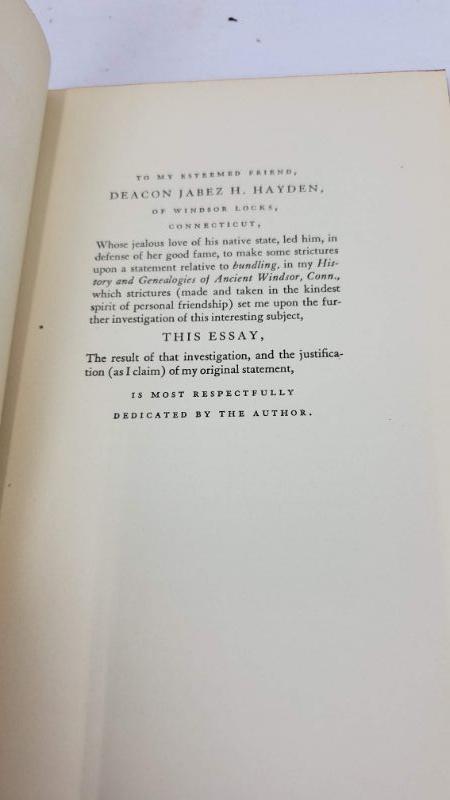 TO MY ESTEEMED FRIEND,
DEACON JABEZ H. HAYDEN,
OF WINDSOR LOCKS,
CONNECTICUT,
Whose jealous love of his native state, led him, in
defense of her good fame, to make some strictures
upon a statement relative to bundling, in my His-
tory and Genealogies of Ancient Windsor, Conn.,
which strictures (made and taken in the kindest
spirit of personal friendship) set me upon the fur-
ther investigation of this interesting subject,
THIS ESSAY,
The result of that investigation, and the justifica-
tion (as I claim) of my original statement,
IS MOST RESPECTFULLY
DEDICATED BY THE AUTHOR.